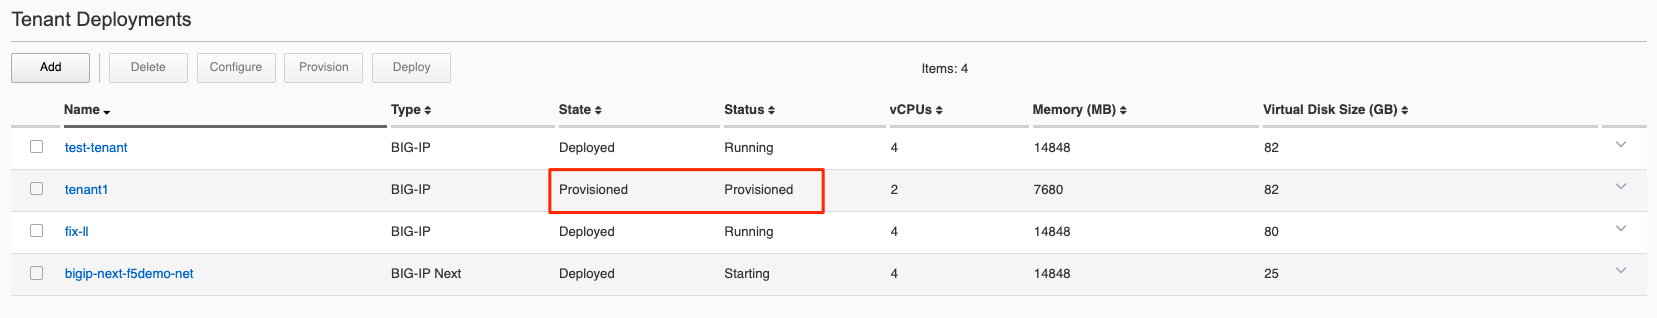 Tenant Deployments
Add Delete Configure Provision Deploy Items: 4
Name Type State Status vCPUs Memory (MB) Virtual Disk Size (GB)
test-tenant BIG-IP Deployed Running 4 14848 82
tenant1 BIG-IP Provisioned Provisioned 2 7680 82
fix-ll BIG-IP Deployed Running 4 14848 80
bigip-next-f5demo-net BIG-IP Next Deployed Starting 4 14848 25